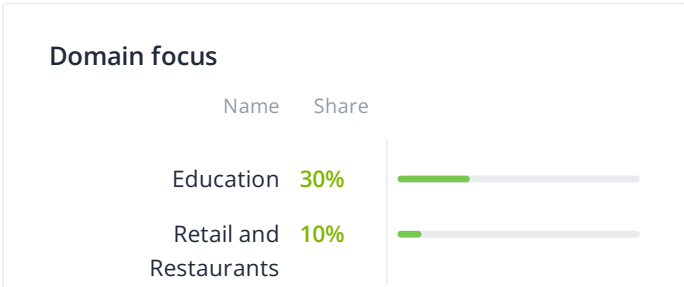 Domain focus
Name Share
Education 30%
Retail and 10%
Restaurants